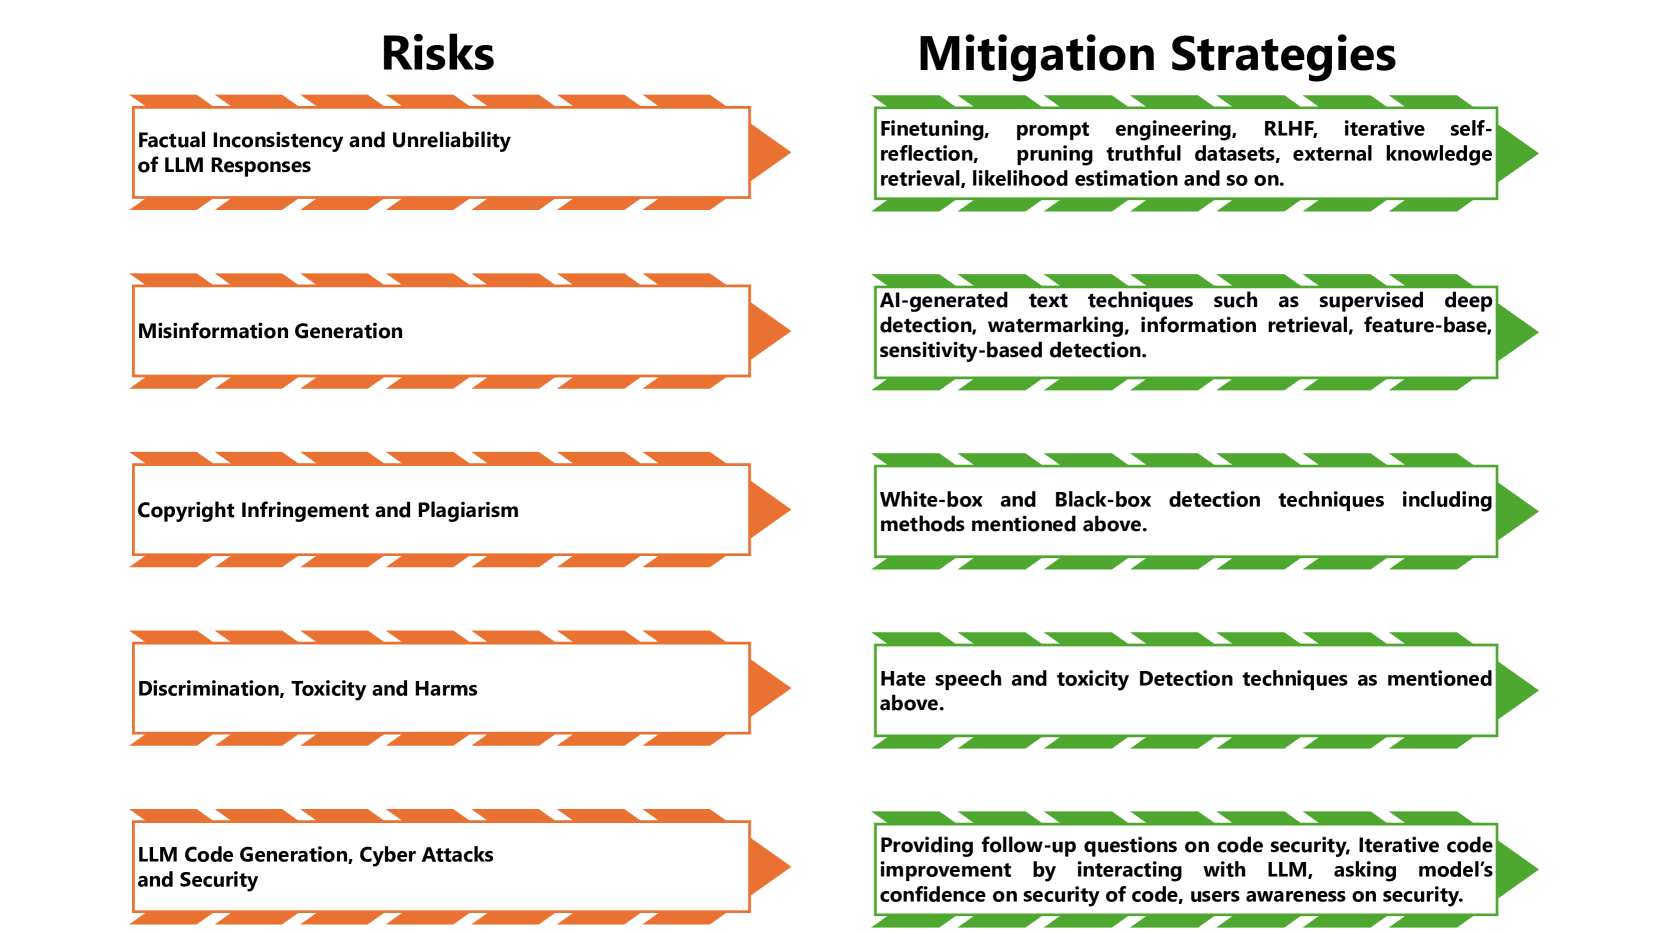 Risks
Mitigation Strategies
Factual Inconsistency and Unreliability
of LLM Responses
Finetuning, prompt engineering, RLHF, iterative self-
reflection, pruning truthful datasets, external knowledge
retrieval, likelihood estimation and so on.
Misinformation Generation
AI-generated text techniques such as supervised deep
detection, watermarking, information retrieval, feature-base,
sensitivity-based detection.
Copyright Infringement and Plagiarism
White-box and Black-box detection techniques including
methods mentioned above.
Discrimination, Toxicity and Harms
Hate speech and toxicity Detection techniques as mentioned
above.
LLM Code Generation, Cyber Attacks
and Security
Providing follow-up questions on code security, Iterative code
improvement by interacting with LLM, asking model’s
confidence on security of code, users awareness on security.